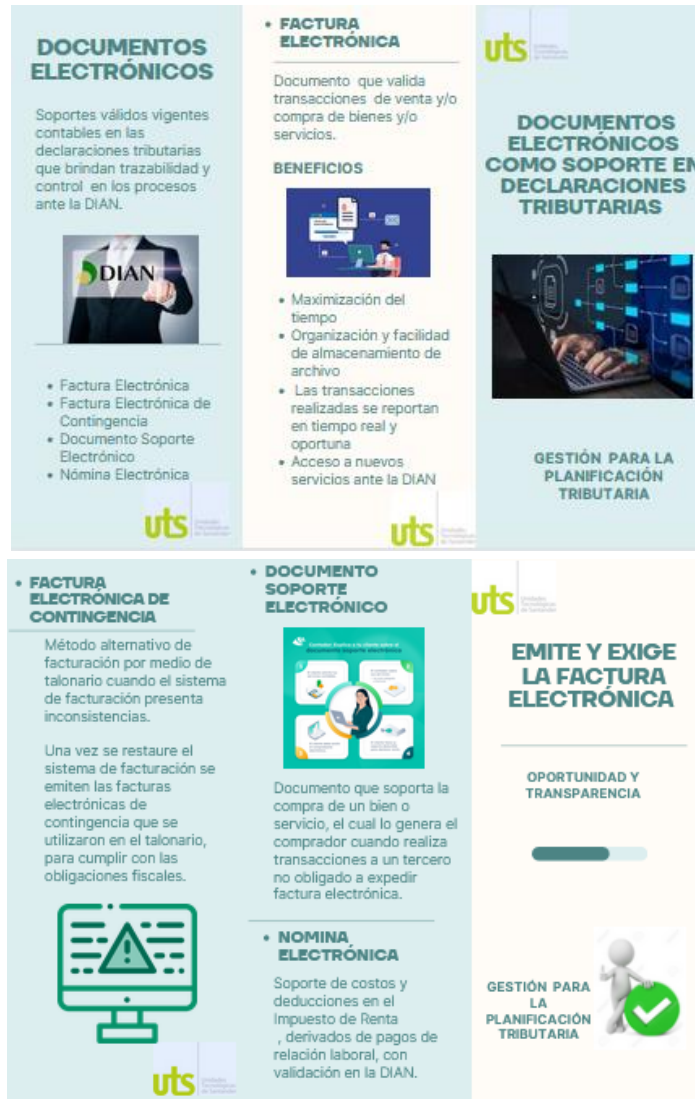 DOCUMENTOS
ELECTRÓNICOS
Soportes válidos vigentes
contables en las
declaraciones tributarias
que brindan trazabilidad y
control en los procesos
ante la DIAN.
DIAN
• Factura Electrónica
• Factura Electrónica de
Contingencia
• Documento Soporte
Electrónico
• Nómina Electrónica
uts
• FACTURA
ELECTRÓNICA
Documento que valida
transacciones de venta y/o
compra de bienes y/o
servicios.
BENEFICIOS
• Maximización del
tiempo
• Organización y facilidad
de almacenamiento de
archivo
• Las transacciones
realizadas se reportan
en tiempo real y
oportuna
• Acceso a nuevos
servicios ante la DIAN
uts
uts
DOCUMENTOS
ELECTRÓNICOS
COMO SOPORTE EN
DECLARACIONES
TRIBUTARIAS
GESTIÓN PARA LA
PLANIFICACIÓN
TRIBUTARIA
• FACTURA
ELECTRÓNICA DE
CONTINGENCIA
Método alternativo de
facturación por medio de
talonario cuando el sistema
de facturación presenta
inconsistencias.
Una vez se restaure el
sistema de facturación se
emiten las facturas
electrónicas de
contingencia que se
utilizaron en el talonario,
para cumplir con las
obligaciones fiscales.
uts
• DOCUMENTO
SOPORTE
ELECTRÓNICO
documento soporte electrónico
Documento que soporta la
compra de un bien o
servicio, el cual lo genera el
comprador cuando realiza
transacciones a un tercero
no obligado a expedir
factura electrónica.
• NOMINA
ELECTRÓNICA
Soporte de costos y
deducciones en el
Impuesto de Renta
, derivados de pagos de
relación laboral, con
validación en la DIAN.
uts
Unidades
Tecnológicas
de Santander
EMITE Y EXIGE
LA FACTURA
ELECTRÓNICA
OPORTUNIDAD Y
TRANSPARENCIA
GESTIÓN PARA
LA
PLANIFICACIÓN
TRIBUTARIA